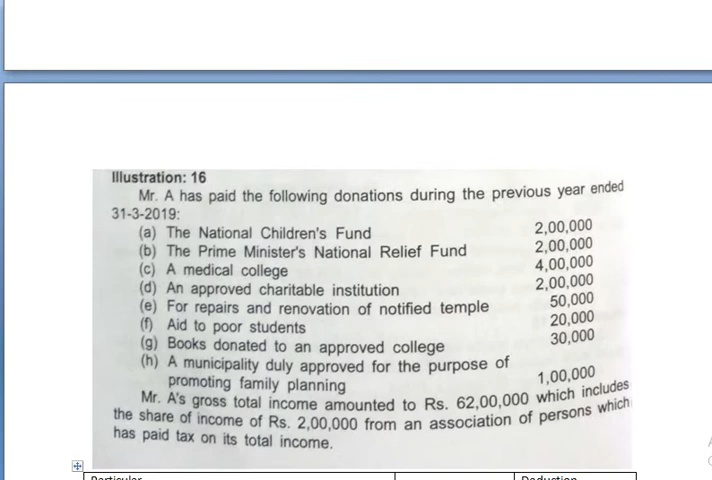 Illustration: 16
Mr. A has paid the following donations during the previous year ended
31-3-2019:
(a) The National Children's Fund 2,00,000
(b) The Prime Minister's National Relief Fund 2,00,000
(c) A medical college 4,00,000
(d) An approved charitable institution 2,00,000
(e) For repairs and renovation of notified temple 50,000
(f) Aid to poor students 20,000
(g) Books donated to an approved college 30,000
(h) A municipality duly approved for the purpose of
promoting family planning 1,00,000
Mr. A's gross total income amounted to Rs. 62,00,000 which includes
the share of income of Rs. 2,00,000 from an association of persons which
has paid tax on its total income.
Particular Deduction